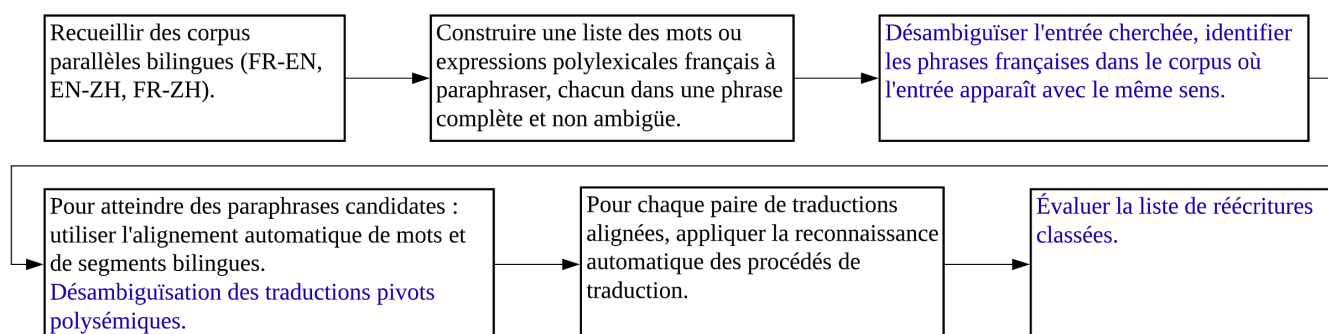 Recueillir des corpus
parallèles bilingues (FR-EN,
EN-ZH, FR-ZH).
Construire une liste des mots ou
expressions polylexicales français à
paraphraser, chacun dans une phrase
complète et non ambigüe.
Désambiguïser l'entrée cherchée, identifier
les phrases françaises dans le corpus où
l'entrée apparaît avec le même sens.
Pour atteindre des paraphrases candidates :
utiliser l'alignement automatique de mots et
de segments bilingues.
Désambiguïsation des traductions pivots
polysémiques.
Pour chaque paire de traductions
alignées, appliquer la reconnaissance
automatique des procédés de
traduction.
Évaluer la liste de réécritures
classées.